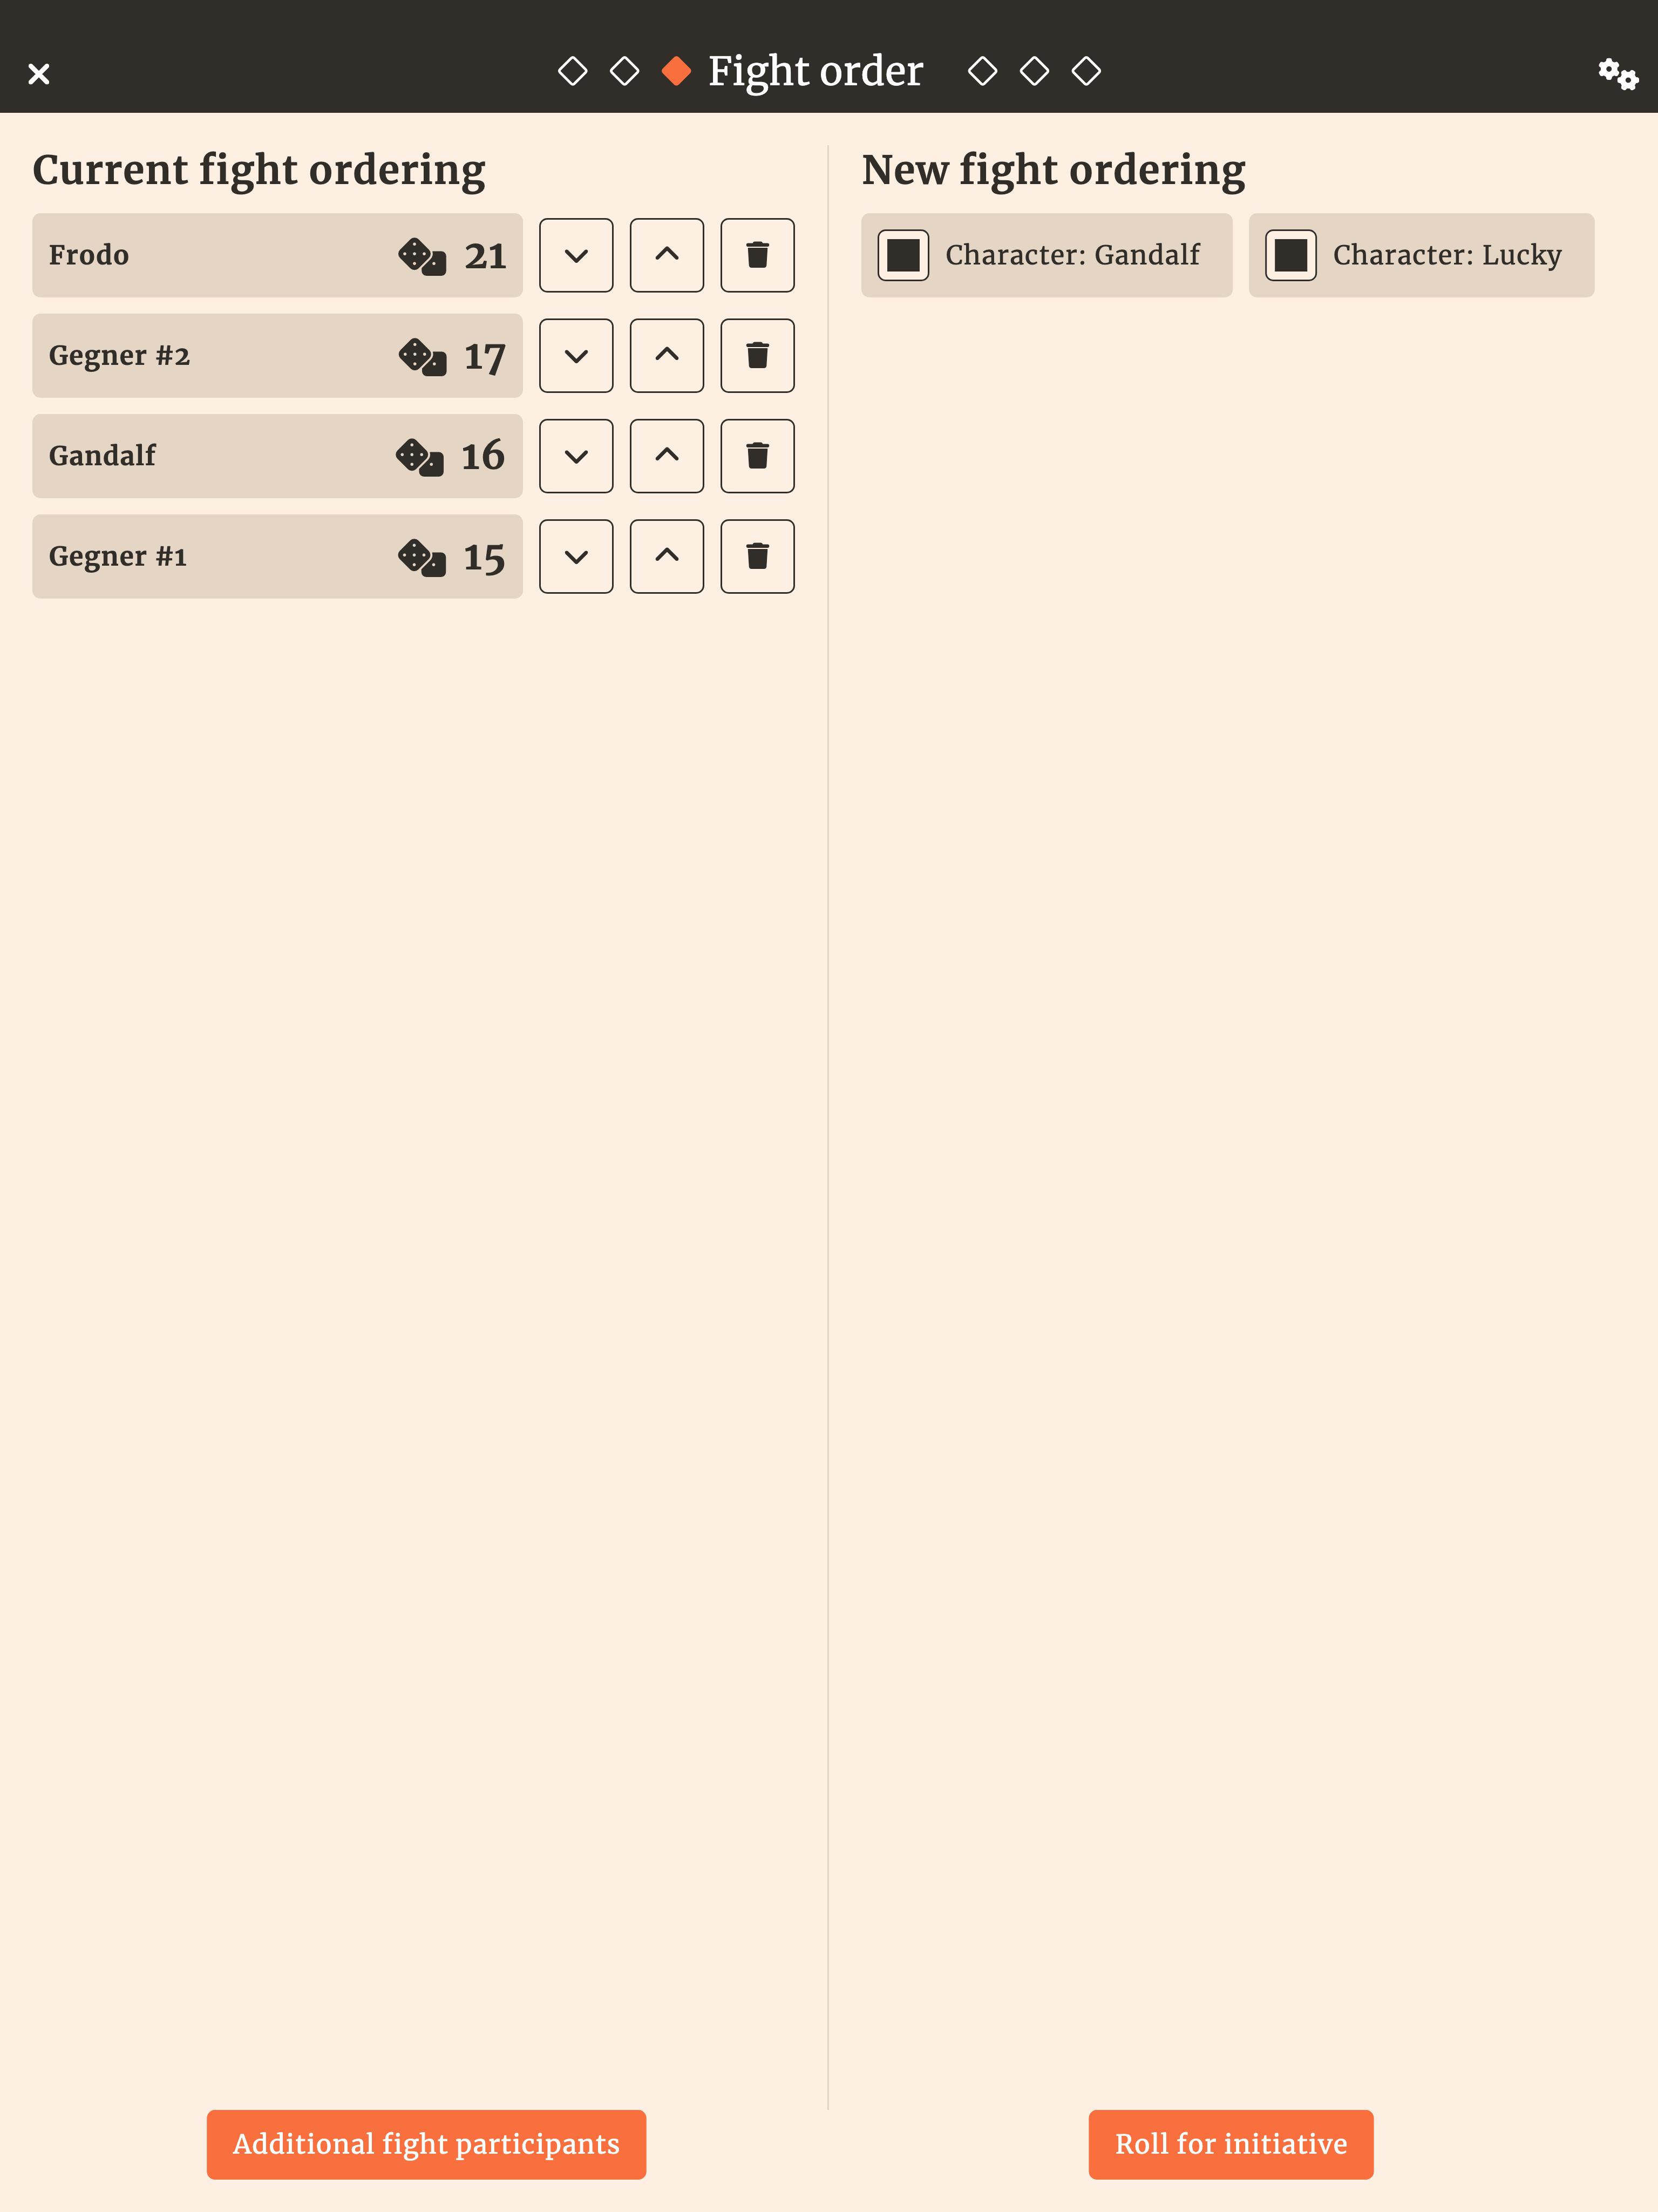 Fight order
Current fight ordering
Frodo 21
Gegner #2 17
Gandalf 16
Gegner #1 15
New fight ordering
Character: Gandalf
Character: Lucky
Additional fight participants
Roll for initiative